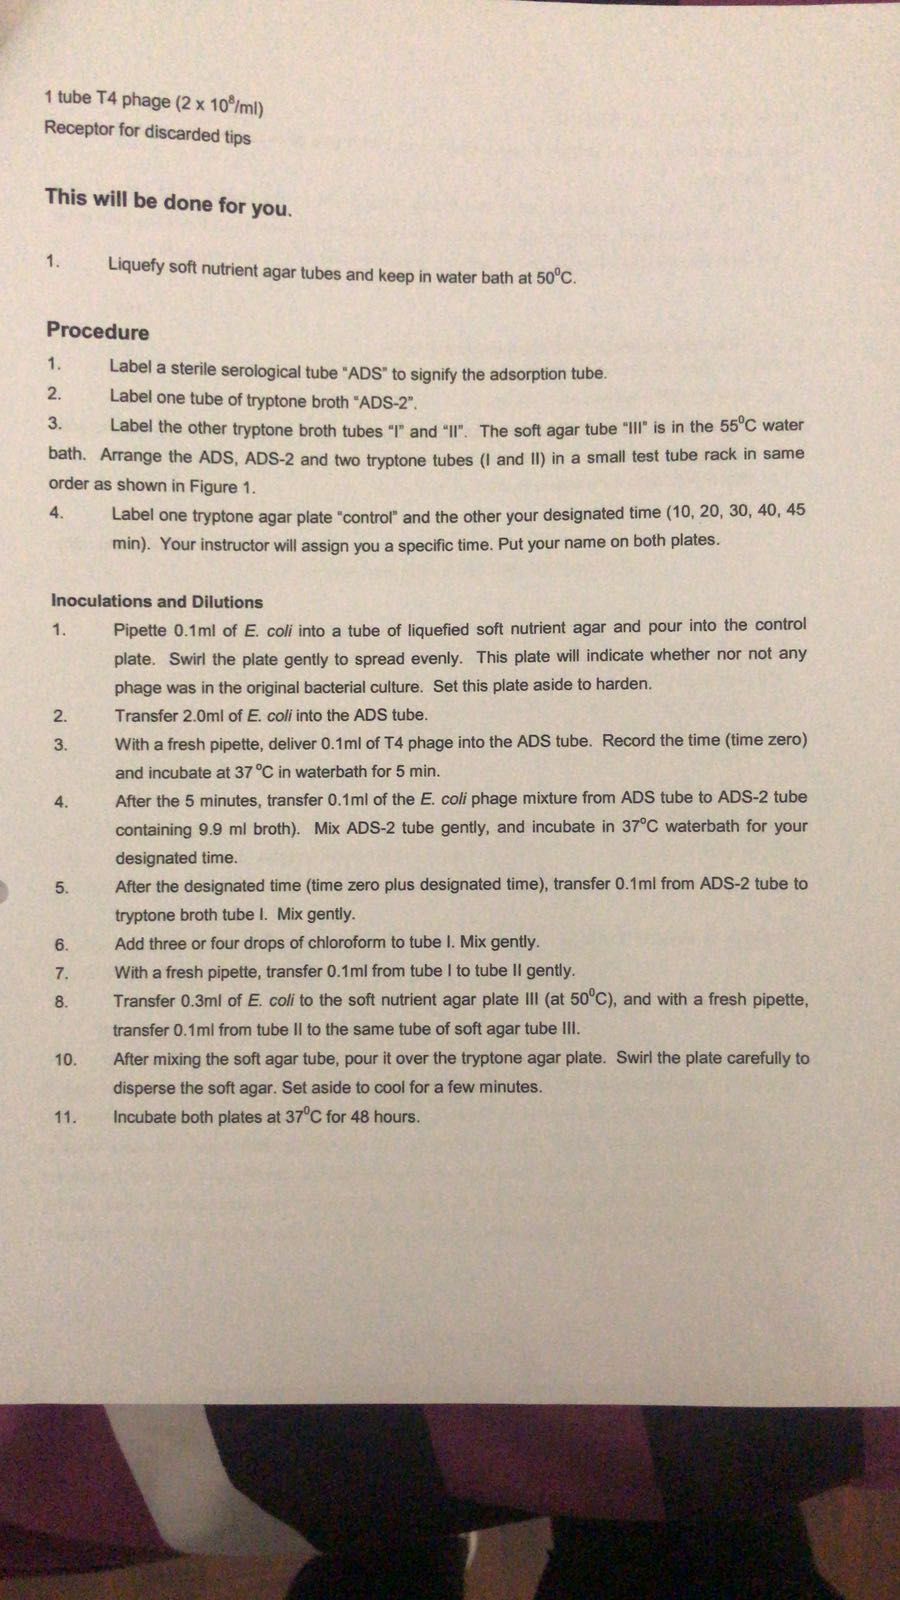 1 tube T4 phage (2 x 10⁸/ml)
Receptor for discarded tips
This will be done for you.
1. Liquefy soft nutrient agar tubes and keep in water bath at 50⁰C.
Procedure
1. Label a sterile serological tube "ADS" to signify the adsorption tube.
2. Label one tube of tryptone broth "ADS-2".
3. Label the other tryptone broth tubes "I" and "II". The soft agar tube "III" is in the 55⁰C water
bath. Arrange the ADS, ADS-2 and two tryptone tubes (I and II) in a small test tube rack in same
order as shown in Figure 1.
4. Label one tryptone agar plate "control" and the other your designated time (10, 20, 30, 40, 45
min). Your instructor will assign you a specific time. Put your name on both plates.
Inoculations and Dilutions
1. Pipette 0.1ml of E. coli into a tube of liquefied soft nutrient agar and pour into the control
plate. Swirl the plate gently to spread evenly. This plate will indicate whether nor not any
phage was in the original bacterial culture. Set this plate aside to harden.
2. Transfer 2.0ml of E. coli into the ADS tube.
3. With a fresh pipette, deliver 0.1ml of T4 phage into the ADS tube. Record the time (time zero)
and incubate at 37 ⁰C in waterbath for 5 min.
4. After the 5 minutes, transfer 0.1ml of the E. coli phage mixture from ADS tube to ADS-2 tube
containing 9.9 ml broth). Mix ADS-2 tube gently, and incubate in 37⁰C waterbath for your
designated time.
5. After the designated time (time zero plus designated time), transfer 0.1ml from ADS-2 tube to
tryptone broth tube I. Mix gently.
6. Add three or four drops of chloroform to tube I. Mix gently.
7. With a fresh pipette, transfer 0.1ml from tube I to tube II gently.
8. Transfer 0.3ml of E. coli to the soft nutrient agar plate III (at 50⁰C), and with a fresh pipette,
transfer 0.1ml from tube II to the same tube of soft agar tube III.
10. After mixing the soft agar tube, pour it over the tryptone agar plate. Swirl the plate carefully to
disperse the soft agar. Set aside to cool for a few minutes.
11. Incubate both plates at 37⁰C for 48 hours.